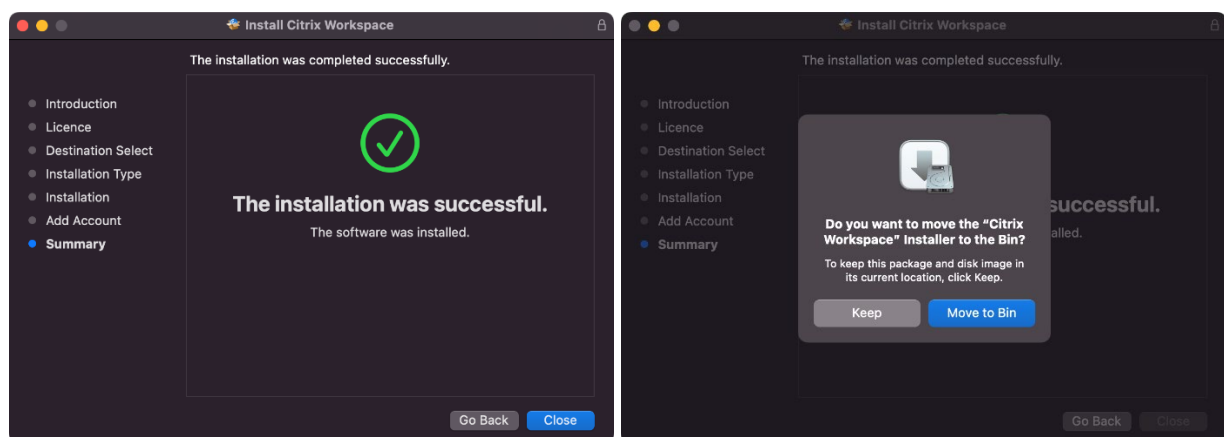 Install Citrix Workspace
The installation was completed successfully.
Introduction
Licence
Destination Select
Installation Type
Installation
Add Account
Summary
The installation was successful.
The software was installed.
Go Back
Close
Install Citrix Workspace
The installation was completed successfully.
Introduction
Licence
Destination Select
Installation Type
Installation
Add Account
Summary
successful.
alled.
Do you want to move the “Citrix
Workspace” Installer to the Bin?
To keep this package and disk image in
its current location, click Keep.
Keep
Move to Bin
Go Back
Close